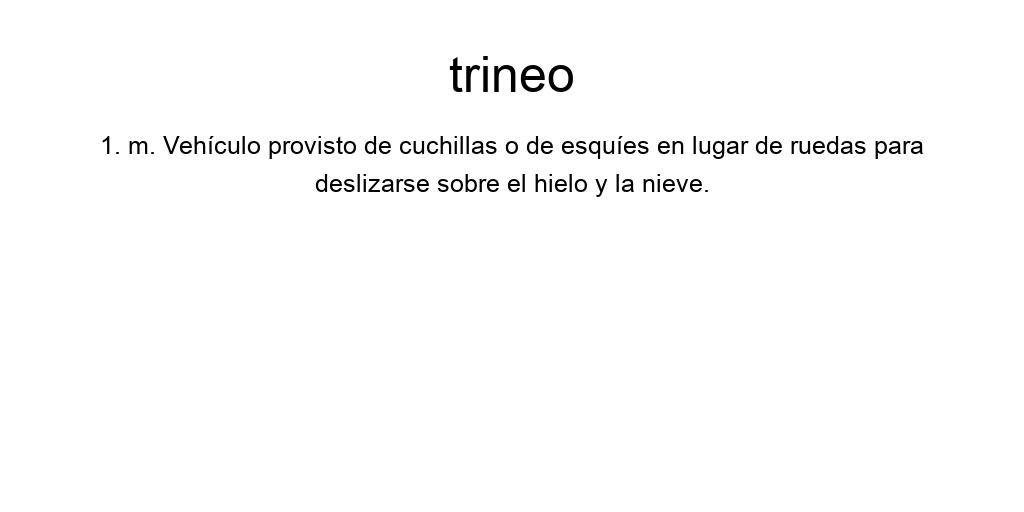 trineo
1. m. Vehículo provisto de cuchillas o de esquíes en lugar de ruedas para
deslizarse sobre el hielo y la nieve.